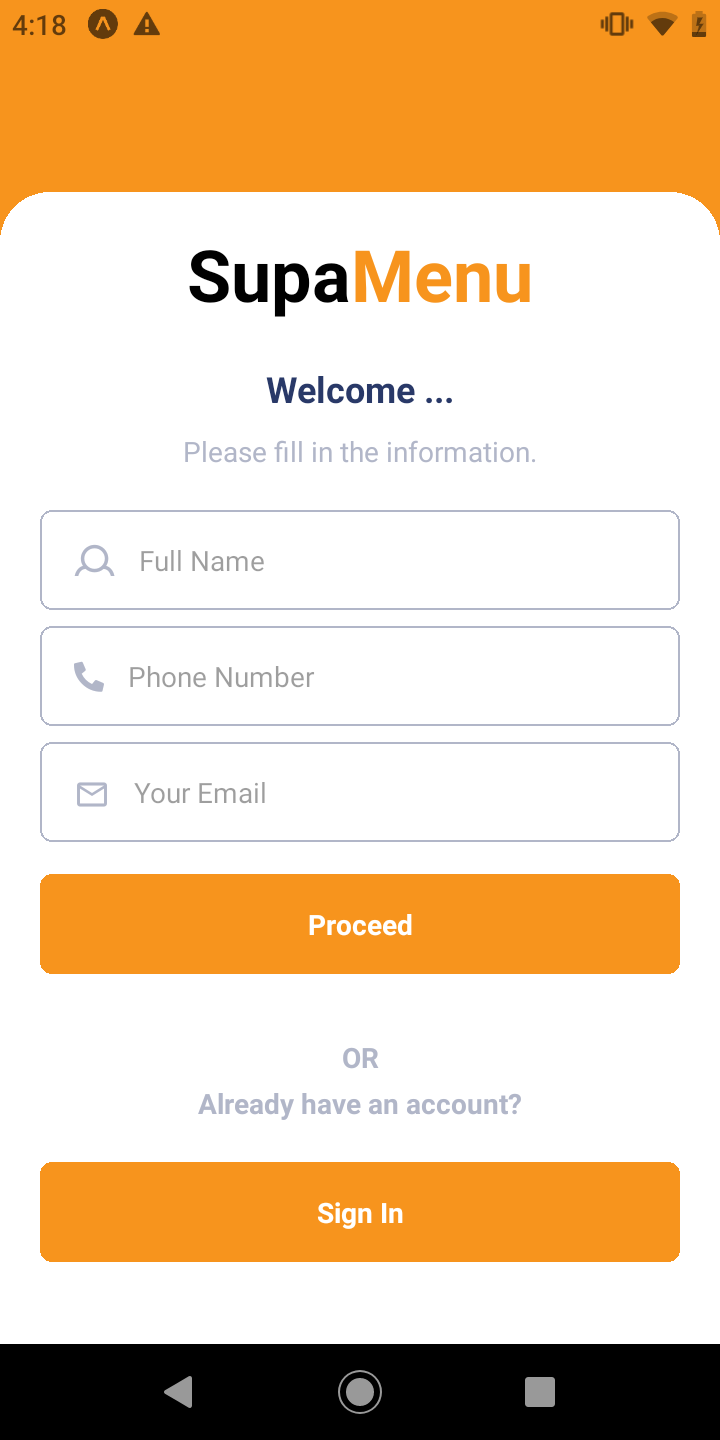 4:18
SupaMenu
Welcome ...
Please fill in the information.
Full Name
Phone Number
Your Email
Proceed
OR
Already have an account?
Sign In